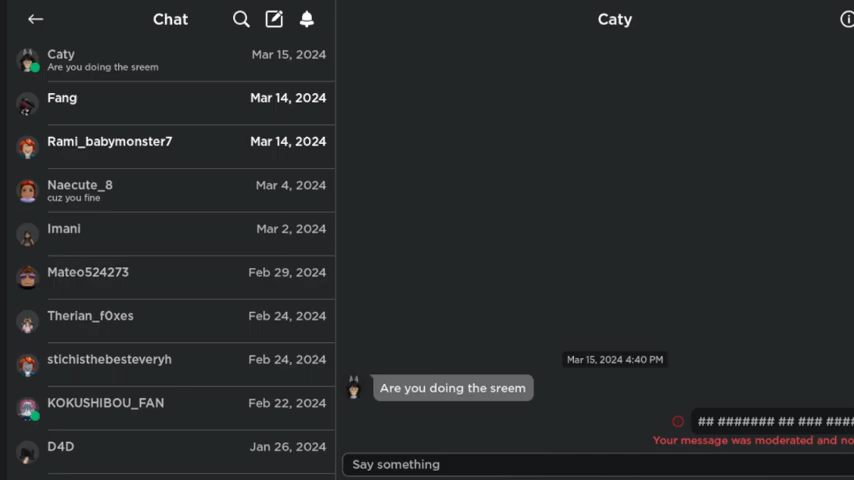 Chat
Caty
Caty
Mar 15, 2024
Are you doing the sreem
Fang
Mar 14, 2024
Rami_babymonster7
Mar 14, 2024
Naecute_8
Mar 4, 2024
cuz you fine
Imani
Mar 2, 2024
Mateo524273
Feb 29, 2024
Therian_f0xes
Feb 24, 2024
stichisthebesteveryh
Feb 24, 2024
KOKUSHIBOU_FAN
Feb 22, 2024
D4D
Jan 26, 2024
Mar 15, 2024 4:40 PM
Are you doing the sreem
## ####### ## ### ####
Your message was moderated and no
Say something